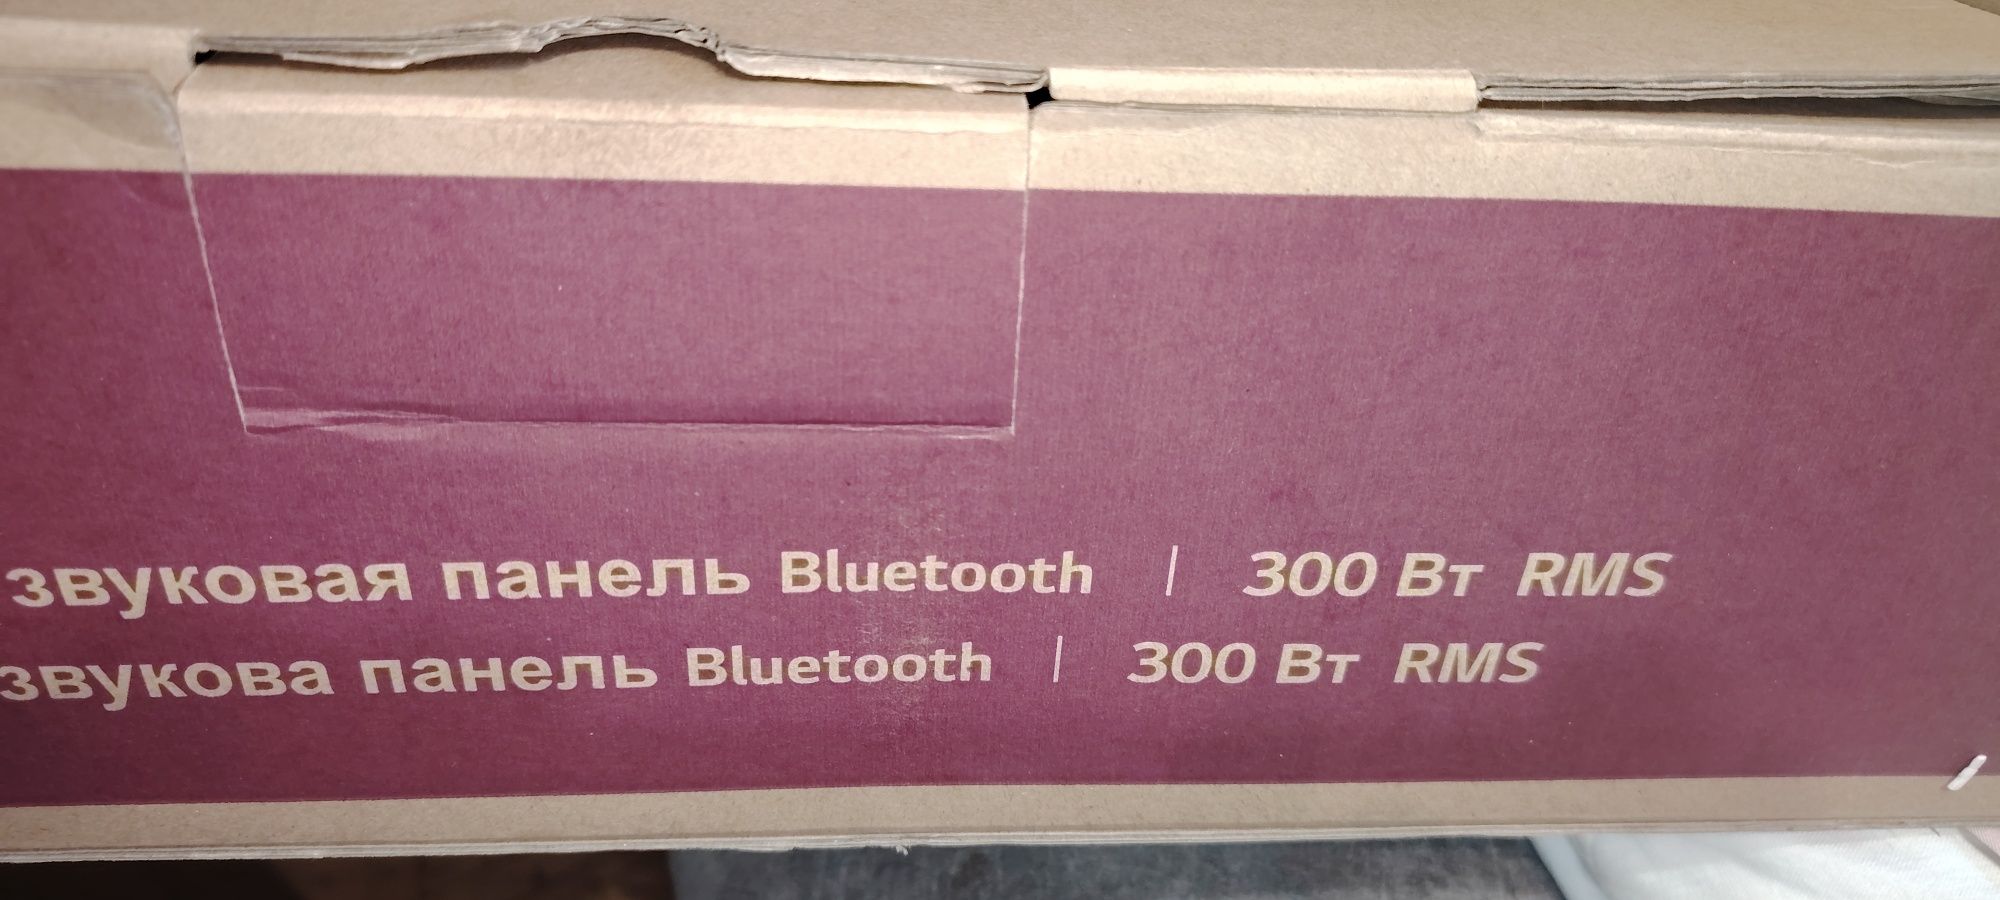 звуковая панель Bluetooth | 300 Вт RMS
звукова панель Bluetooth | 300 Вт RMS